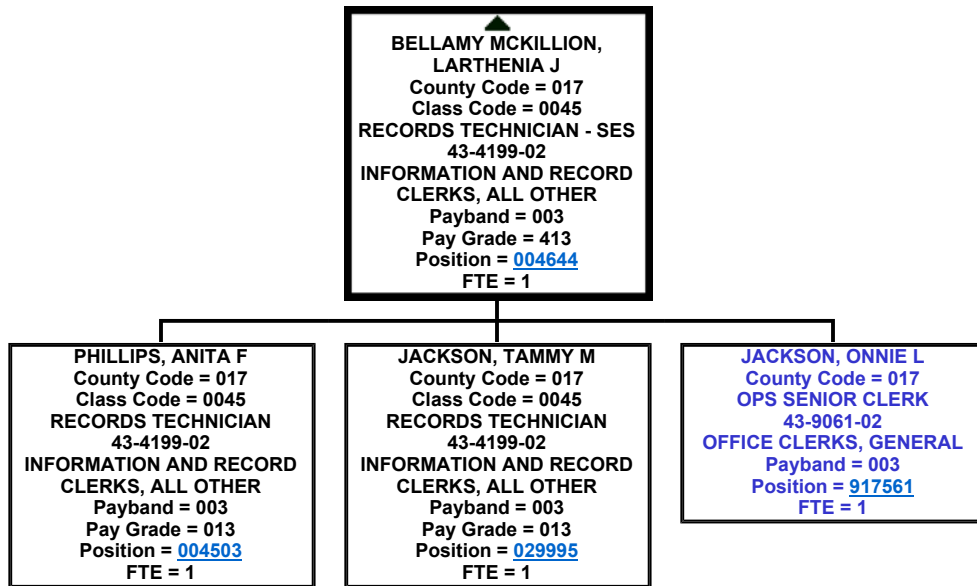 BELLAMY MCKILLION,
LARTHENIA J
County Code = 017
Class Code = 0045
RECORDS TECHNICIAN - SES
43-4199-02
INFORMATION AND RECORD
CLERKS, ALL OTHER
Payband = 003
Pay Grade = 413
Position = 004644
FTE = 1
PHILLIPS, ANITA F
County Code = 017
Class Code = 0045
RECORDS TECHNICIAN
43-4199-02
INFORMATION AND RECORD
CLERKS, ALL OTHER
Payband = 003
Pay Grade = 013
Position = 004503
FTE = 1
JACKSON, TAMMY M
County Code = 017
Class Code = 0045
RECORDS TECHNICIAN
43-4199-02
INFORMATION AND RECORD
CLERKS, ALL OTHER
Payband = 003
Pay Grade = 013
Position = 029995
FTE = 1
JACKSON, ONNIE L
County Code = 017
OPS SENIOR CLERK
43-9061-02
OFFICE CLERKS, GENERAL
Payband = 003
Position = 917561
FTE = 1